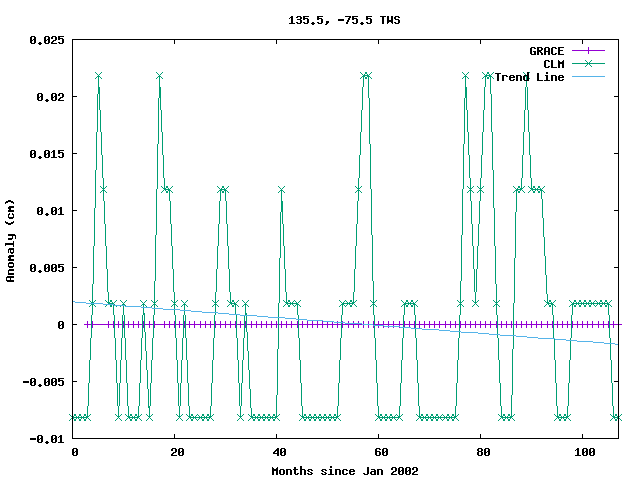 135.5, -75.5 TWS
GRACE
CLM
Trend Line
0.025
0.02
0.015
0.01
0.005
0
-0.005
-0.01
Anomaly (cm)
0 20 40 60 80 100
Months since Jan 2002